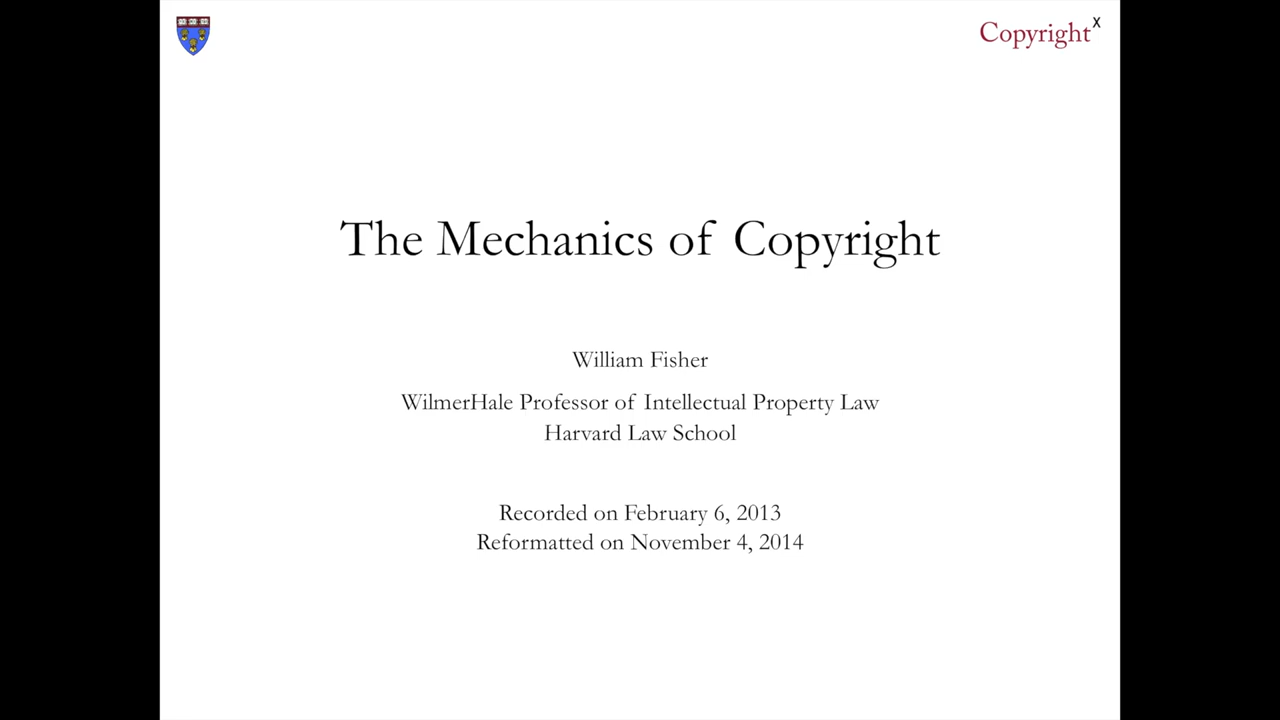 Copyright X
The Mechanics of Copyright
William Fisher
WilmerHale Professor of Intellectual Property Law
Harvard Law School
Recorded on February 6, 2013
Reformatted on November 4, 2014